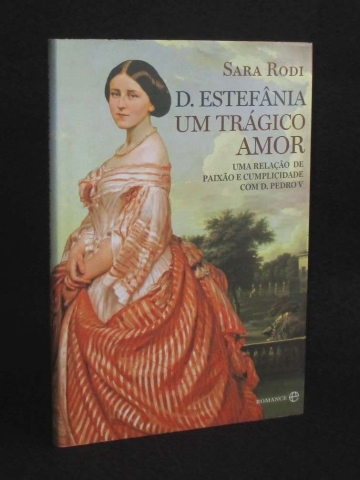 SARA RODI
D. ESTEFÂNIA
UM TRÁGICO
AMOR
UMA RELAÇÃO DE
PAIXÃO E CUMPLICIDADE
COM D. PEDRO V
ROMANCE